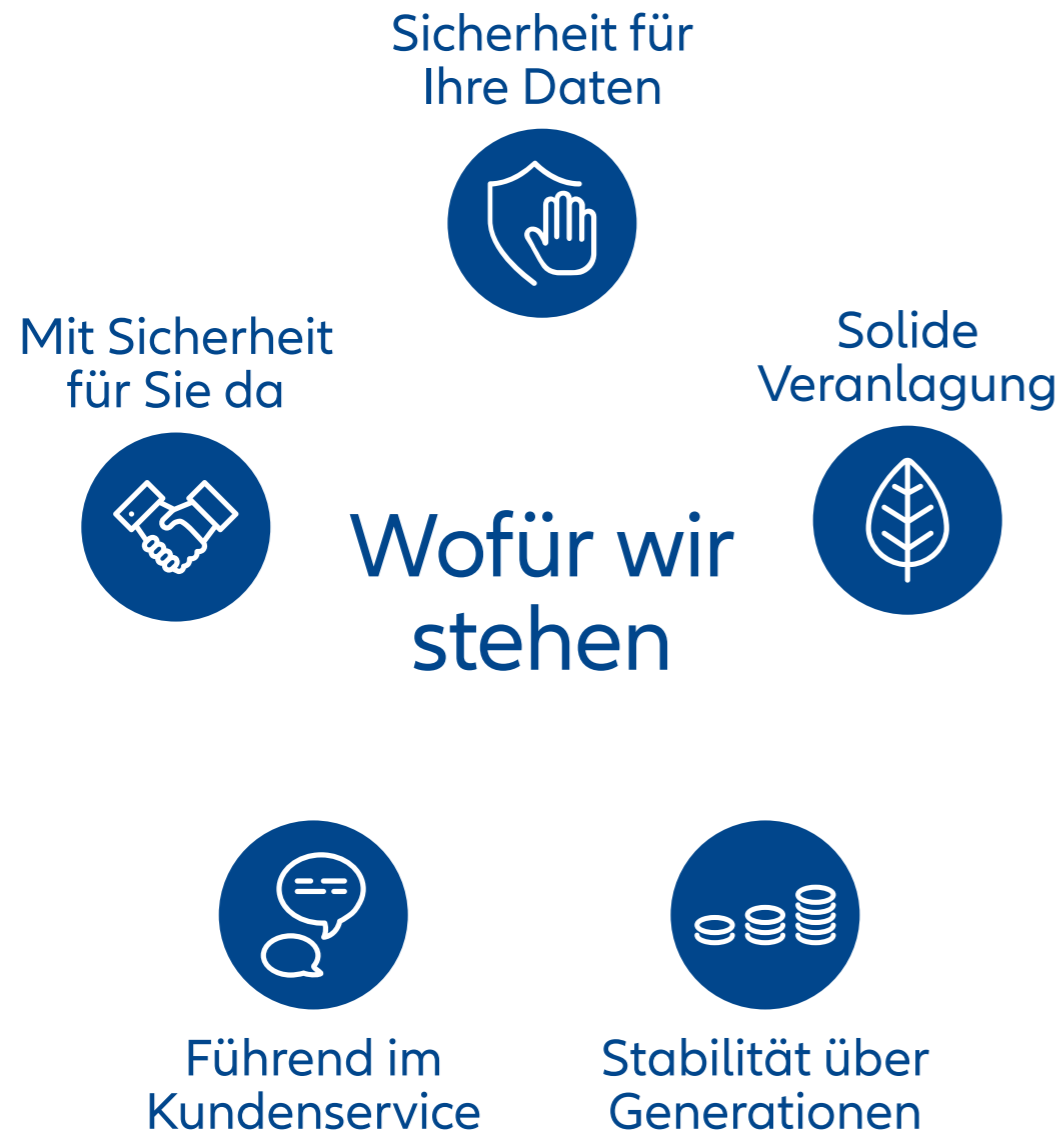 Sicherheit für
Ihre Daten
Mit Sicherheit
für Sie da
Solide
Veranlagung
Wofür wir
stehen
Führend im
Kundenservice
Stabilität über
Generationen